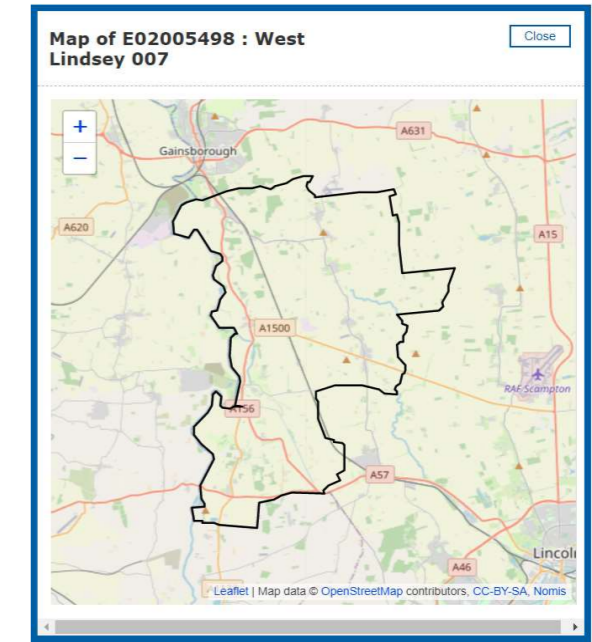 Map of E02005498 : West
Lindsey 007
Close
+
−
Gainsborough
A631
A620
A15
A1500
RAF Scampton
A156
A57
A46
Lincoln
Leaflet | Map data © OpenStreetMap contributors, CC-BY-SA, Nomis